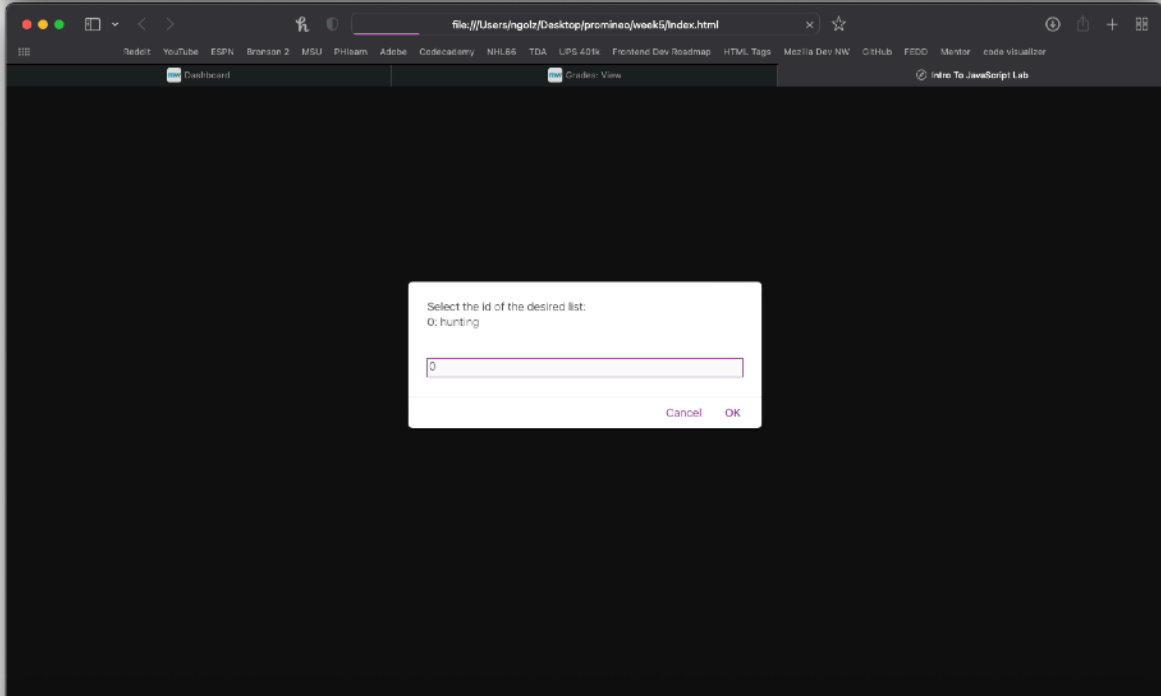 file:///Users/ngolz/Desktop/promineo/week5/index.html
Reddit YouTube ESPN Bronson 2 MSU PHlearn Adobe Codecademy NHL66 TDA UPS 401k Frontend Dev Roadmap HTML Tags Mozilla Dev NW GitHub FEDD Mentor code visualizer
Dashboard Grades: View Intro To JavaScript Lab
Select the id of the desired list:
0: hunting
0
Cancel OK